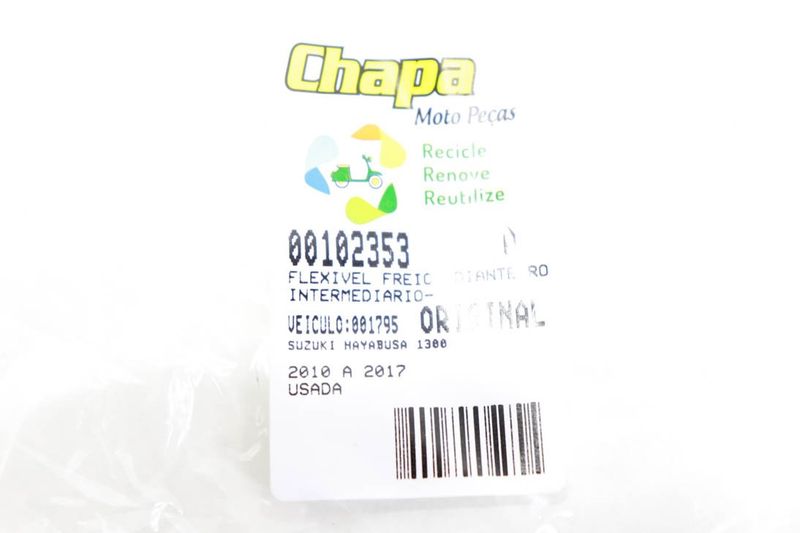 Chapa
Moto Peças
Recicle
Renove
Reutilize
00102353
FLEXIVEL FREIO DIANTEIRO
INTERMEDIARIO-
VEICULO:001795 ORIGINAL
SUZUKI HAYABUSA 1300
2010 A 2017
USADA